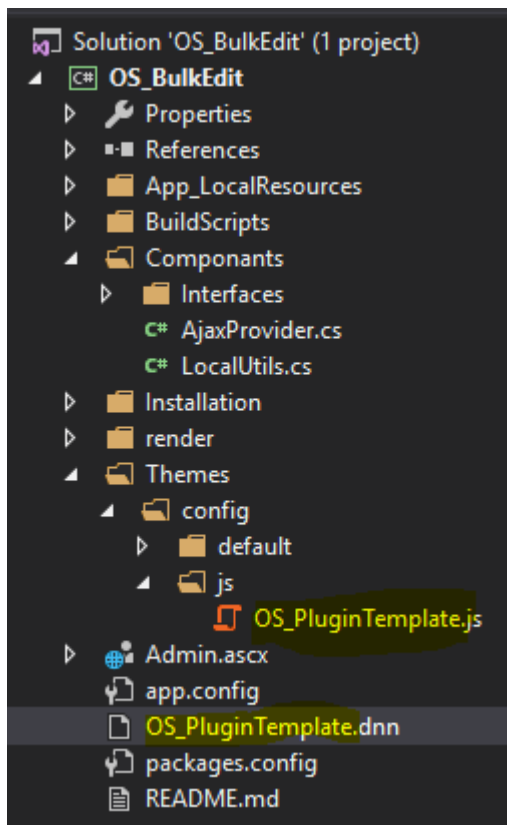 Solution 'OS_BulkEdit' (1 project)
C# OS_BulkEdit
Properties
References
App_LocalResources
BuildScripts
Componants
Interfaces
C# AjaxProvider.cs
C# LocalUtils.cs
Installation
render
Themes
config
default
js
OS_PluginTemplate.js
Admin.ascx
app.config
OS_PluginTemplate.dnn
packages.config
README.md